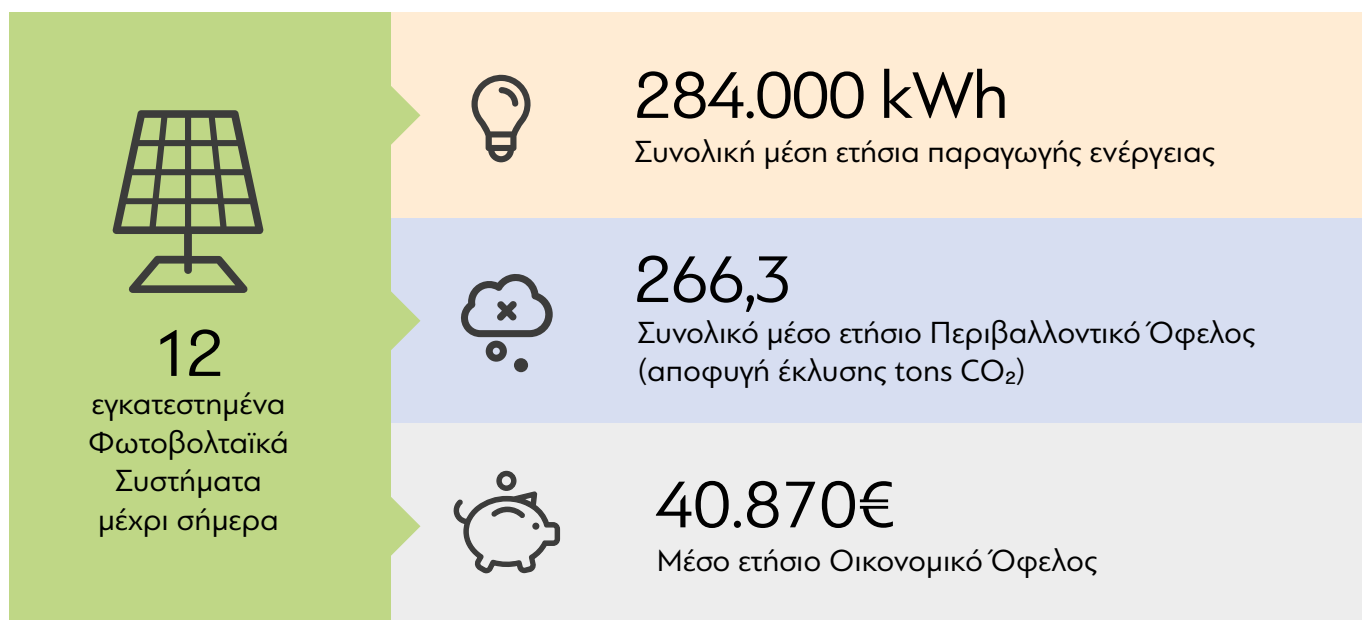 12
εγκατεστημένα
Φωτοβολταϊκά
Συστήματα
μέχρι σήμερα
284.000 kWh
Συνολική μέση ετήσια παραγωγής ενέργειας
266,3
Συνολικό μέσο ετήσιο Περιβαλλοντικό Όφελος
(αποφυγή έκλυσης tons CO₂)
40.870€
Μέσο ετήσιο Οικονομικό Όφελος